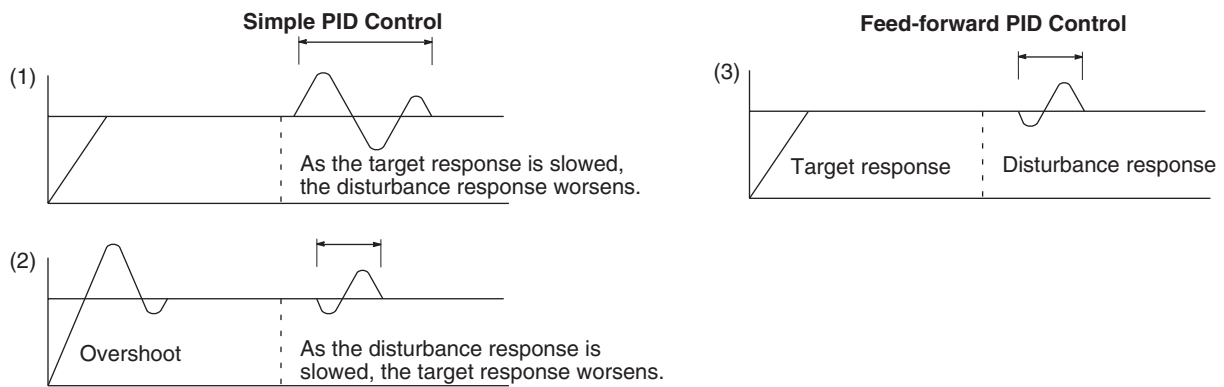 Simple PID Control
(1)
As the target response is slowed,
the disturbance response worsens.
(2)
Overshoot
As the disturbance response is
slowed, the target response worsens.
Feed-forward PID Control
(3)
Target response
Disturbance response